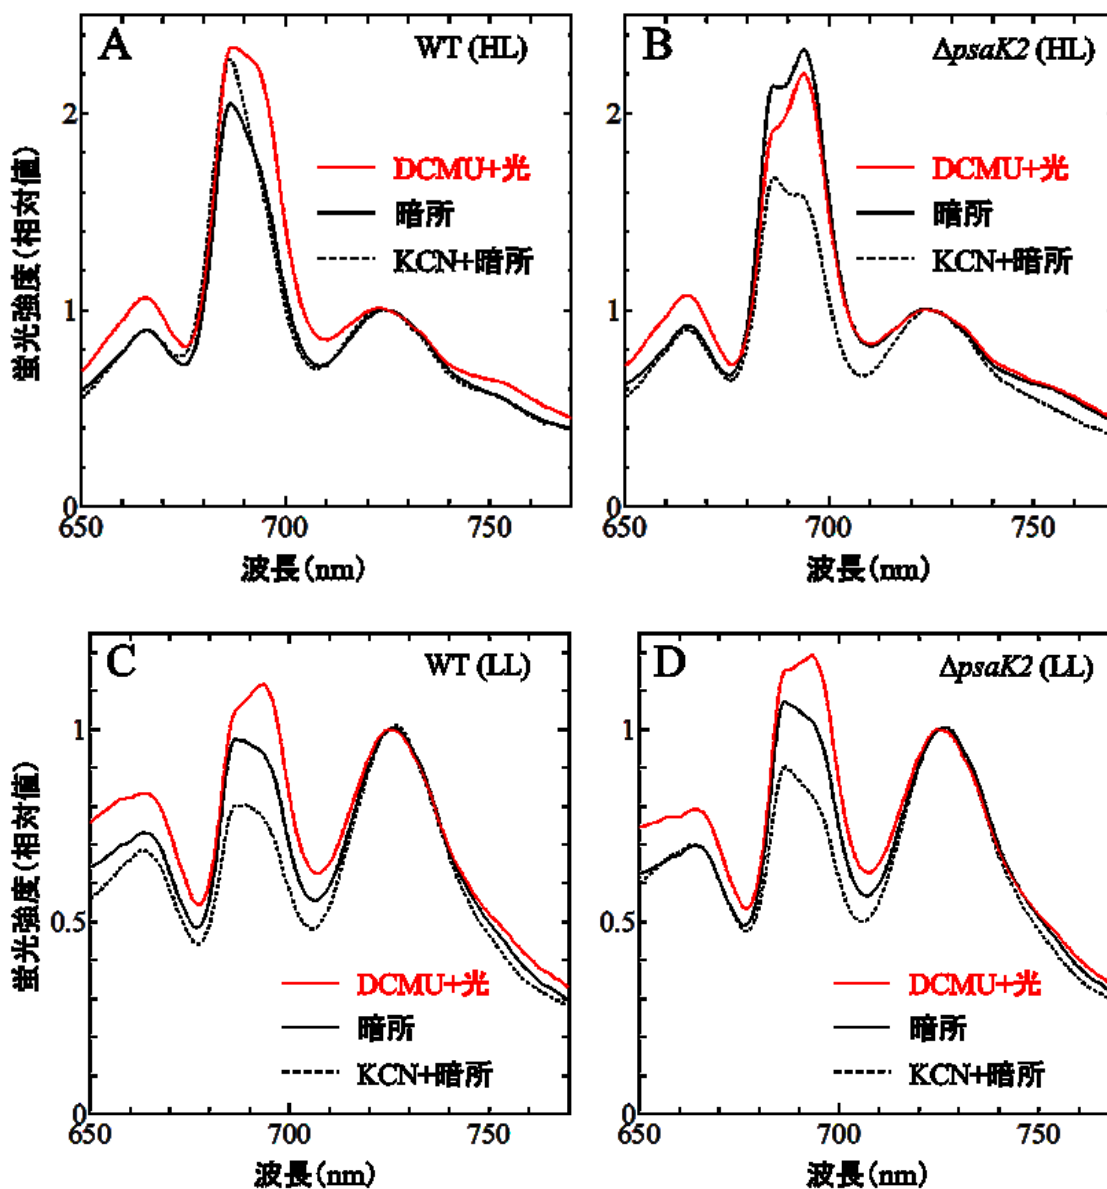 A
WT (HL)
DCMU+光
暗所
KCN+暗所
蛍光強度(相対値)
2
1
0
650
700
750
波長(nm)
B
ΔpsaK2 (HL)
DCMU+光
暗所
KCN+暗所
2
1
0
650
700
750
波長(nm)
C
WT (LL)
DCMU+光
暗所
KCN+暗所
蛍光強度(相対値)
1
0.5
0
650
700
750
波長(nm)
D
ΔpsaK2 (LL)
DCMU+光
暗所
KCN+暗所
1
0.5
0
650
700
750
波長(nm)